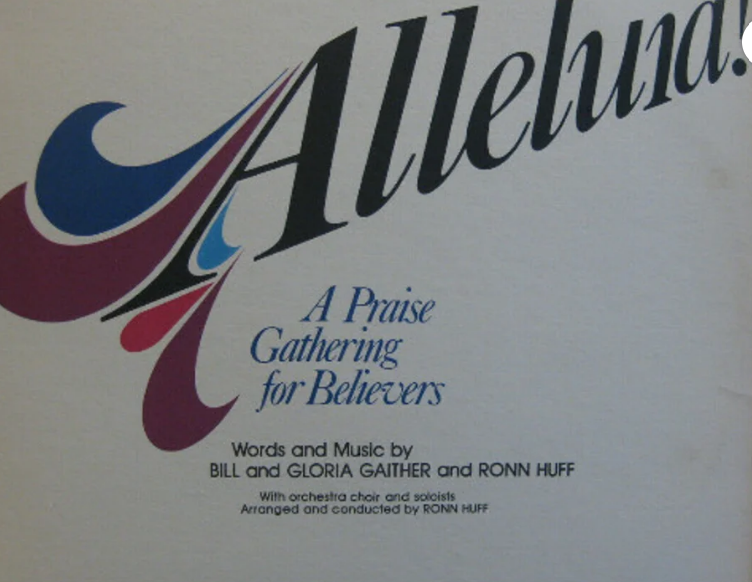 Alleluia!
A Praise
Gathering
for Believers
Words and Music by
BILL and GLORIA GAITHER and RONN HUFF
With orchestra choir and soloists
Arranged and conducted by RONN HUFF